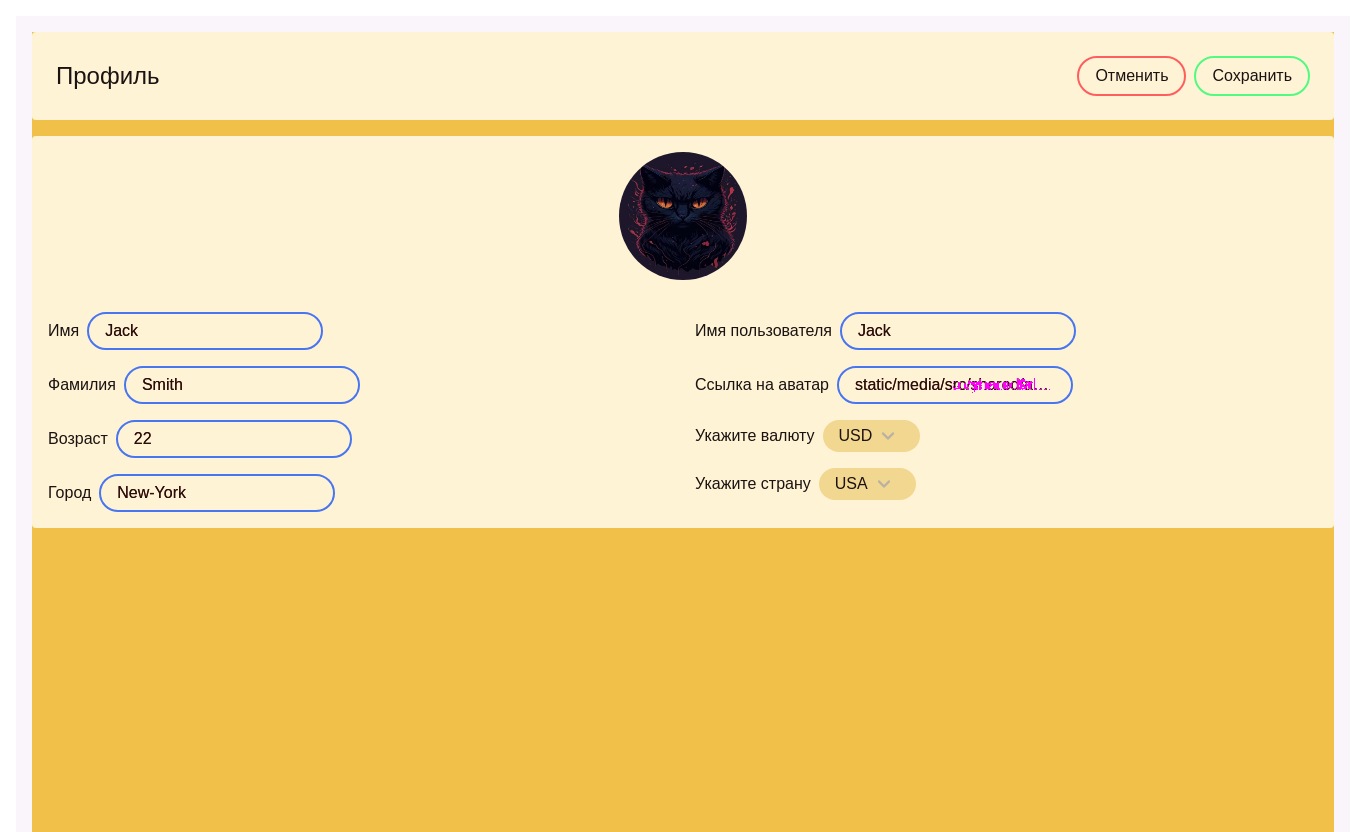 Профиль
Отменить
Сохранить
Имя
Jack
Фамилия
Smith
Возраст
22
Город
New-York
Имя пользователя
Jack
Ссылка на аватар
static/media/src/shared/a...
Укажите валюту
USD
Укажите страну
USA